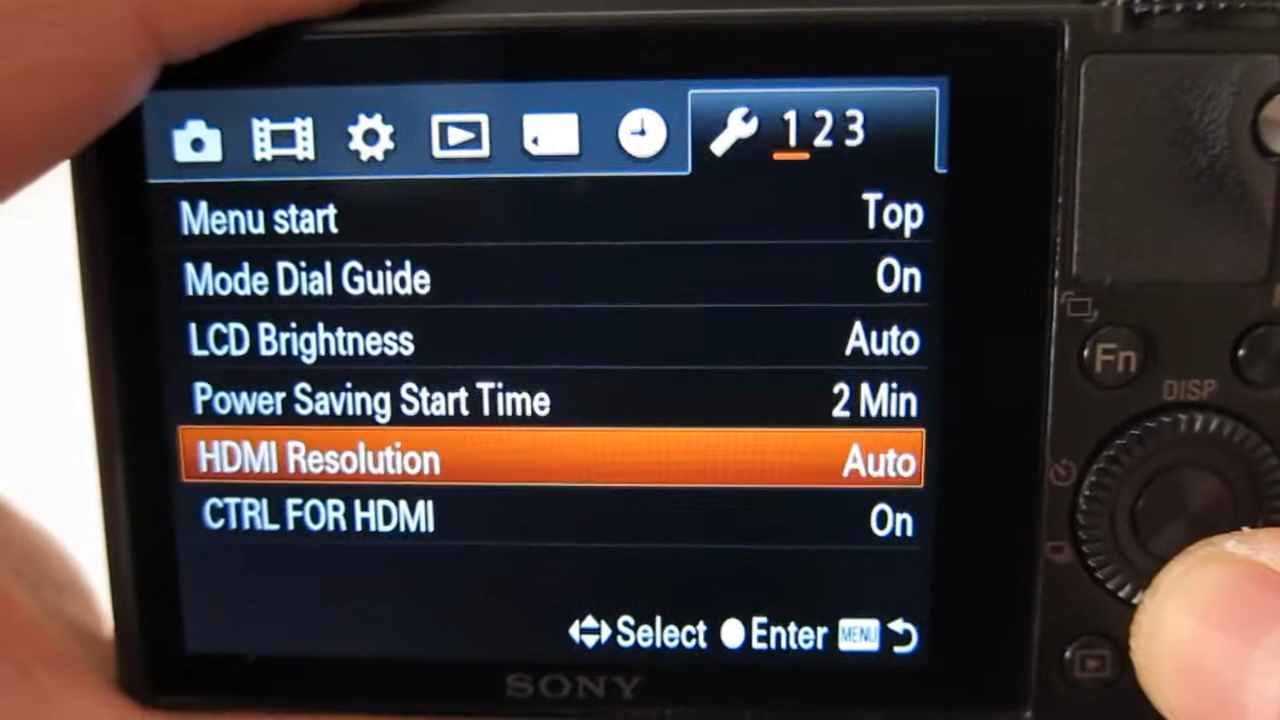 1 2 3
Menu start Top
Mode Dial Guide On
LCD Brightness Auto
Power Saving Start Time 2 Min
HDMI Resolution Auto
CTRL FOR HDMI On
Select Enter MENU
SONY
Fn
DISP